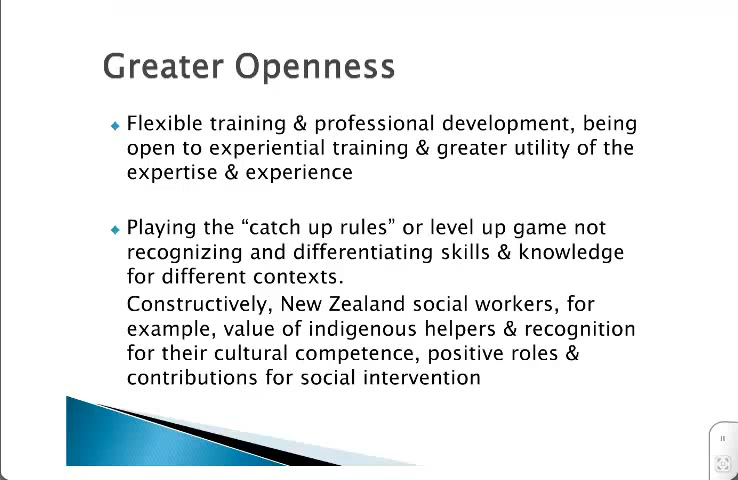 Greater Openness
Flexible training & professional development, being
open to experiential training & greater utility of the
expertise & experience
Playing the “catch up rules” or level up game not
recognizing and differentiating skills & knowledge
for different contexts.
Constructively, New Zealand social workers, for
example, value of indigenous helpers & recognition
for their cultural competence, positive roles &
contributions for social intervention